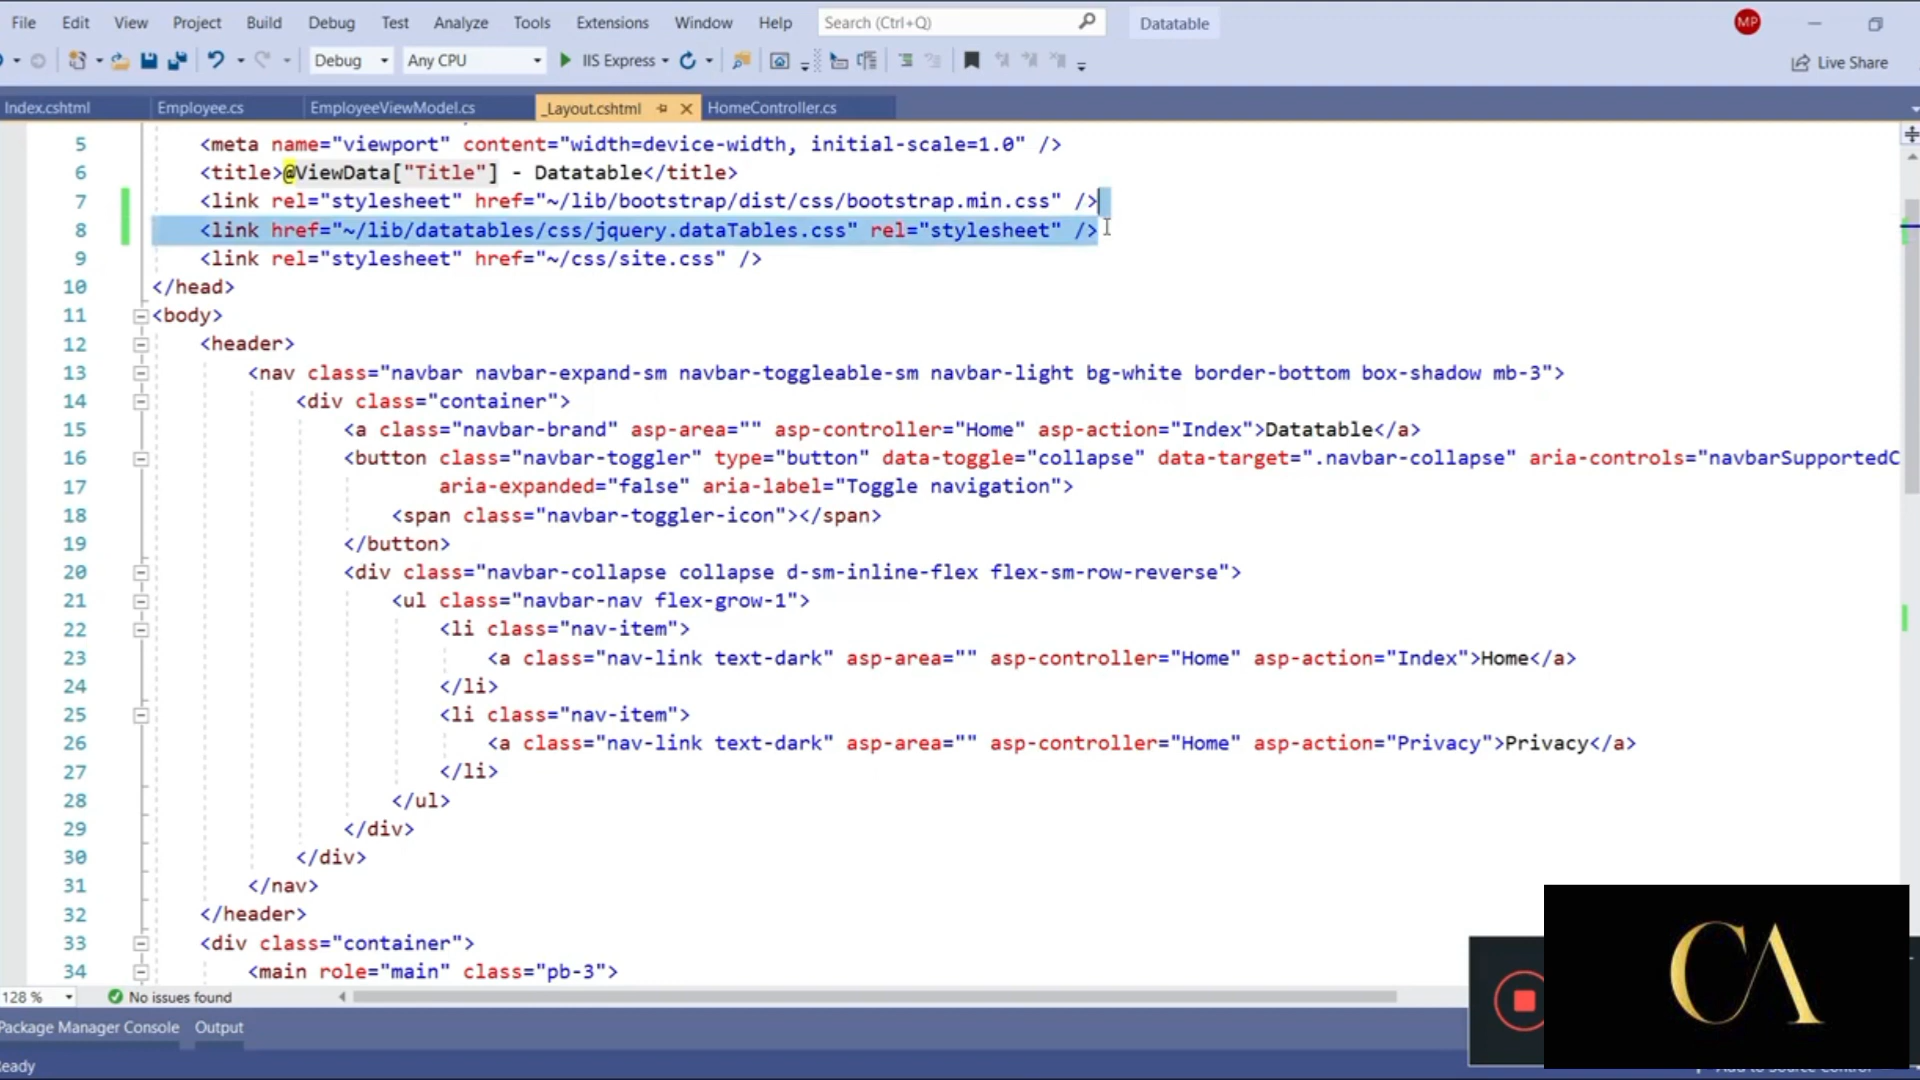 File Edit View Project Build Debug Test Analyze Tools Extensions Window Help Search (Ctrl+Q) Datatable MP
Debug Any CPU IIS Express Live Share
Index.cshtml Employee.cs EmployeeViewModel.cs _Layout.cshtml HomeController.cs
5 <meta name="viewport" content="width=device-width, initial-scale=1.0" />
6 <title>@ViewData["Title"] - Datatable</title>
7 <link rel="stylesheet" href="~/lib/bootstrap/dist/css/bootstrap.min.css" />
8 <link href="~/lib/datatables/css/jquery.dataTables.css" rel="stylesheet" />
9 <link rel="stylesheet" href="~/css/site.css" />
10 </head>
11 <body>
12 <header>
13 <nav class="navbar navbar-expand-sm navbar-toggleable-sm navbar-light bg-white border-bottom box-shadow mb-3">
14 <div class="container">
15 <a class="navbar-brand" asp-area="" asp-controller="Home" asp-action="Index">Datatable</a>
16 <button class="navbar-toggler" type="button" data-toggle="collapse" data-target=".navbar-collapse" aria-controls="navbarSupportedC
17 aria-expanded="false" aria-label="Toggle navigation">
18 <span class="navbar-toggler-icon"></span>
19 </button>
20 <div class="navbar-collapse collapse d-sm-inline-flex flex-sm-row-reverse">
21 <ul class="navbar-nav flex-grow-1">
22 <li class="nav-item">
23 <a class="nav-link text-dark" asp-area="" asp-controller="Home" asp-action="Index">Home</a>
24 </li>
25 <li class="nav-item">
26 <a class="nav-link text-dark" asp-area="" asp-controller="Home" asp-action="Privacy">Privacy</a>
27 </li>
28 </ul>
29 </div>
30 </div>
31 </nav>
32 </header>
33 <div class="container">
34 <main role="main" class="pb-3">
128 % No issues found
Package Manager Console Output
eady
CA